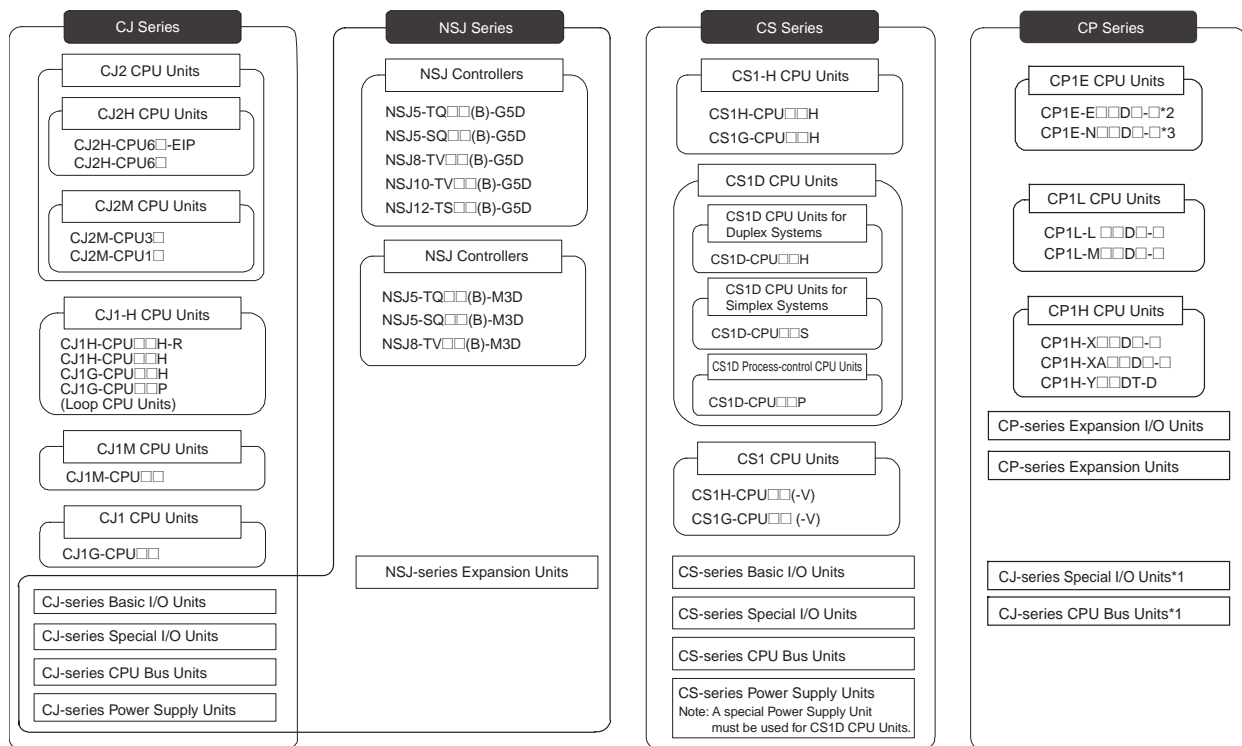 CJ Series
CJ2 CPU Units
CJ2H CPU Units
CJ2H-CPU6□-EIP
CJ2H-CPU6□
CJ2M CPU Units
CJ2M-CPU3□
CJ2M-CPU1□
CJ1-H CPU Units
CJ1H-CPU□□H-R
CJ1H-CPU□□H
CJ1G-CPU□□H
CJ1G-CPU□□P
(Loop CPU Units)
CJ1M CPU Units
CJ1M-CPU□□
CJ1 CPU Units
CJ1G-CPU□□
CJ-series Basic I/O Units
CJ-series Special I/O Units
CJ-series CPU Bus Units
CJ-series Power Supply Units
NSJ Series
NSJ Controllers
NSJ5-TQ□□(B)-G5D
NSJ5-SQ□□(B)-G5D
NSJ8-TV□□(B)-G5D
NSJ10-TV□□(B)-G5D
NSJ12-TS□□(B)-G5D
NSJ Controllers
NSJ5-TQ□□(B)-M3D
NSJ5-SQ□□(B)-M3D
NSJ8-TV□□(B)-M3D
NSJ-series Expansion Units
CS Series
CS1-H CPU Units
CS1H-CPU□□H
CS1G-CPU□□H
CS1D CPU Units
CS1D CPU Units for
Duplex Systems
CS1D-CPU□□H
CS1D CPU Units for
Simplex Systems
CS1D-CPU□□S
CS1D Process-control CPU Units
CS1D-CPU□□P
CS1 CPU Units
CS1H-CPU□□(-V)
CS1G-CPU□□ (-V)
CS-series Basic I/O Units
CS-series Special I/O Units
CS-series CPU Bus Units
CS-series Power Supply Units
Note: A special Power Supply Unit
must be used for CS1D CPU Units.
CP Series
CP1E CPU Units
CP1E-E□□D□-□*2
CP1E-N□□D□-□*3
CP1L CPU Units
CP1L-L □□D□-□
CP1L-M□□D□-□
CP1H CPU Units
CP1H-X□□D□-□
CP1H-XA□□D□-□
CP1H-Y□□DT-D
CP-series Expansion I/O Units
CP-series Expansion Units
CJ-series Special I/O Units*1
CJ-series CPU Bus Units*1